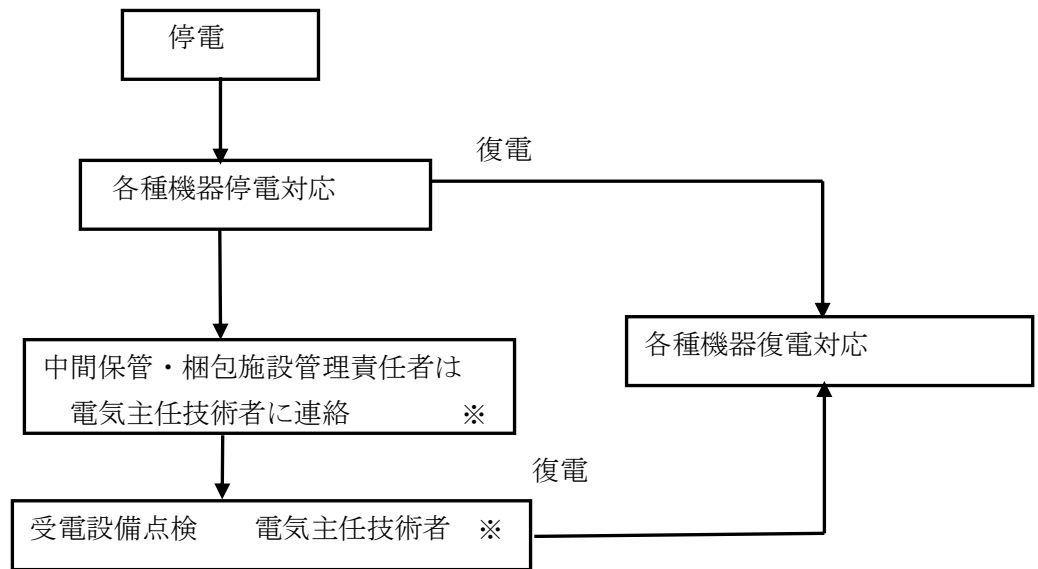 停電
復電
各種機器停電対応
各種機器復電対応
中間保管・梱包施設管理責任者は
電気主任技術者に連絡　※
復電
受電設備点検　電気主任技術者　※